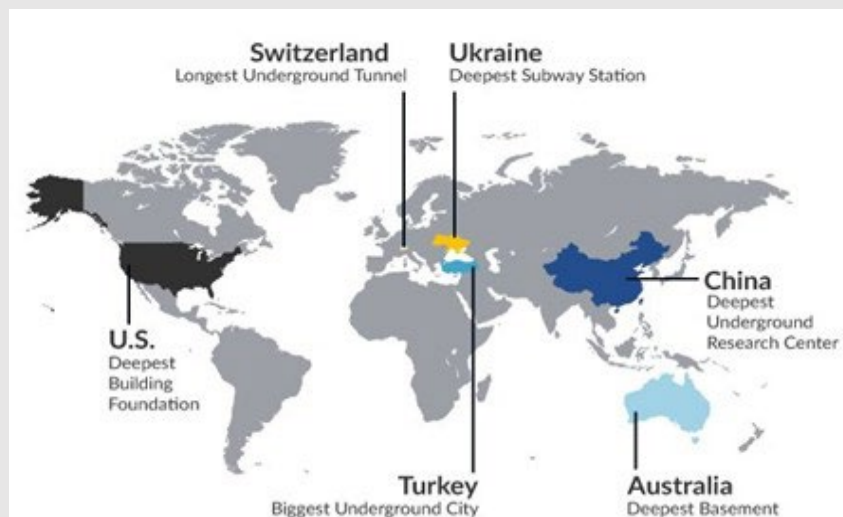 Switzerland
Longest Underground Tunnel
Ukraine
Deepest Subway Station
China
Deepest
Underground
Research Center
U.S.
Deepest
Building
Foundation
Turkey
Biggest Underground City
Australia
Deepest Basement